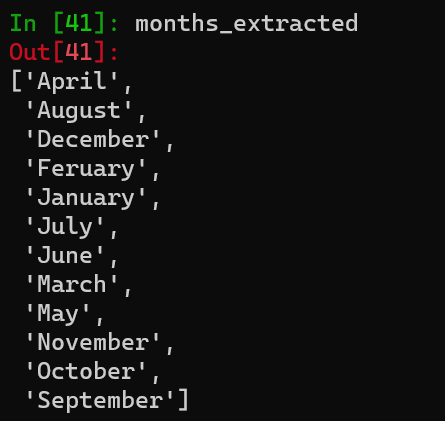 In [41]: months_extracted
Out[41]:
['April',
 'August',
 'December',
 'Feruary',
 'January',
 'July',
 'June',
 'March',
 'May',
 'November',
 'October',
 'September']